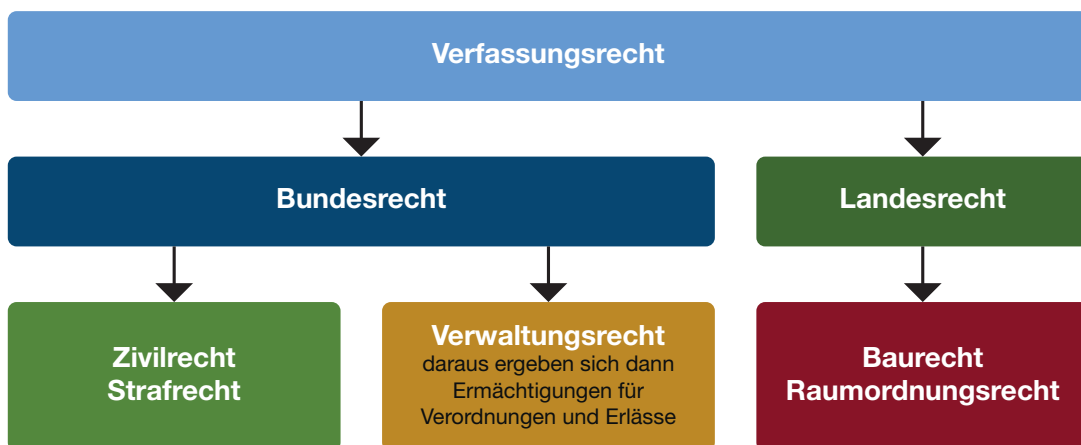 Verfassungsrecht
Bundesrecht
Landesrecht
Zivilrecht
Strafrecht
Verwaltungsrecht
daraus ergeben sich dann
Ermächtigungen für
Verordnungen und Erlässe
Baurecht
Raumordnungsrecht